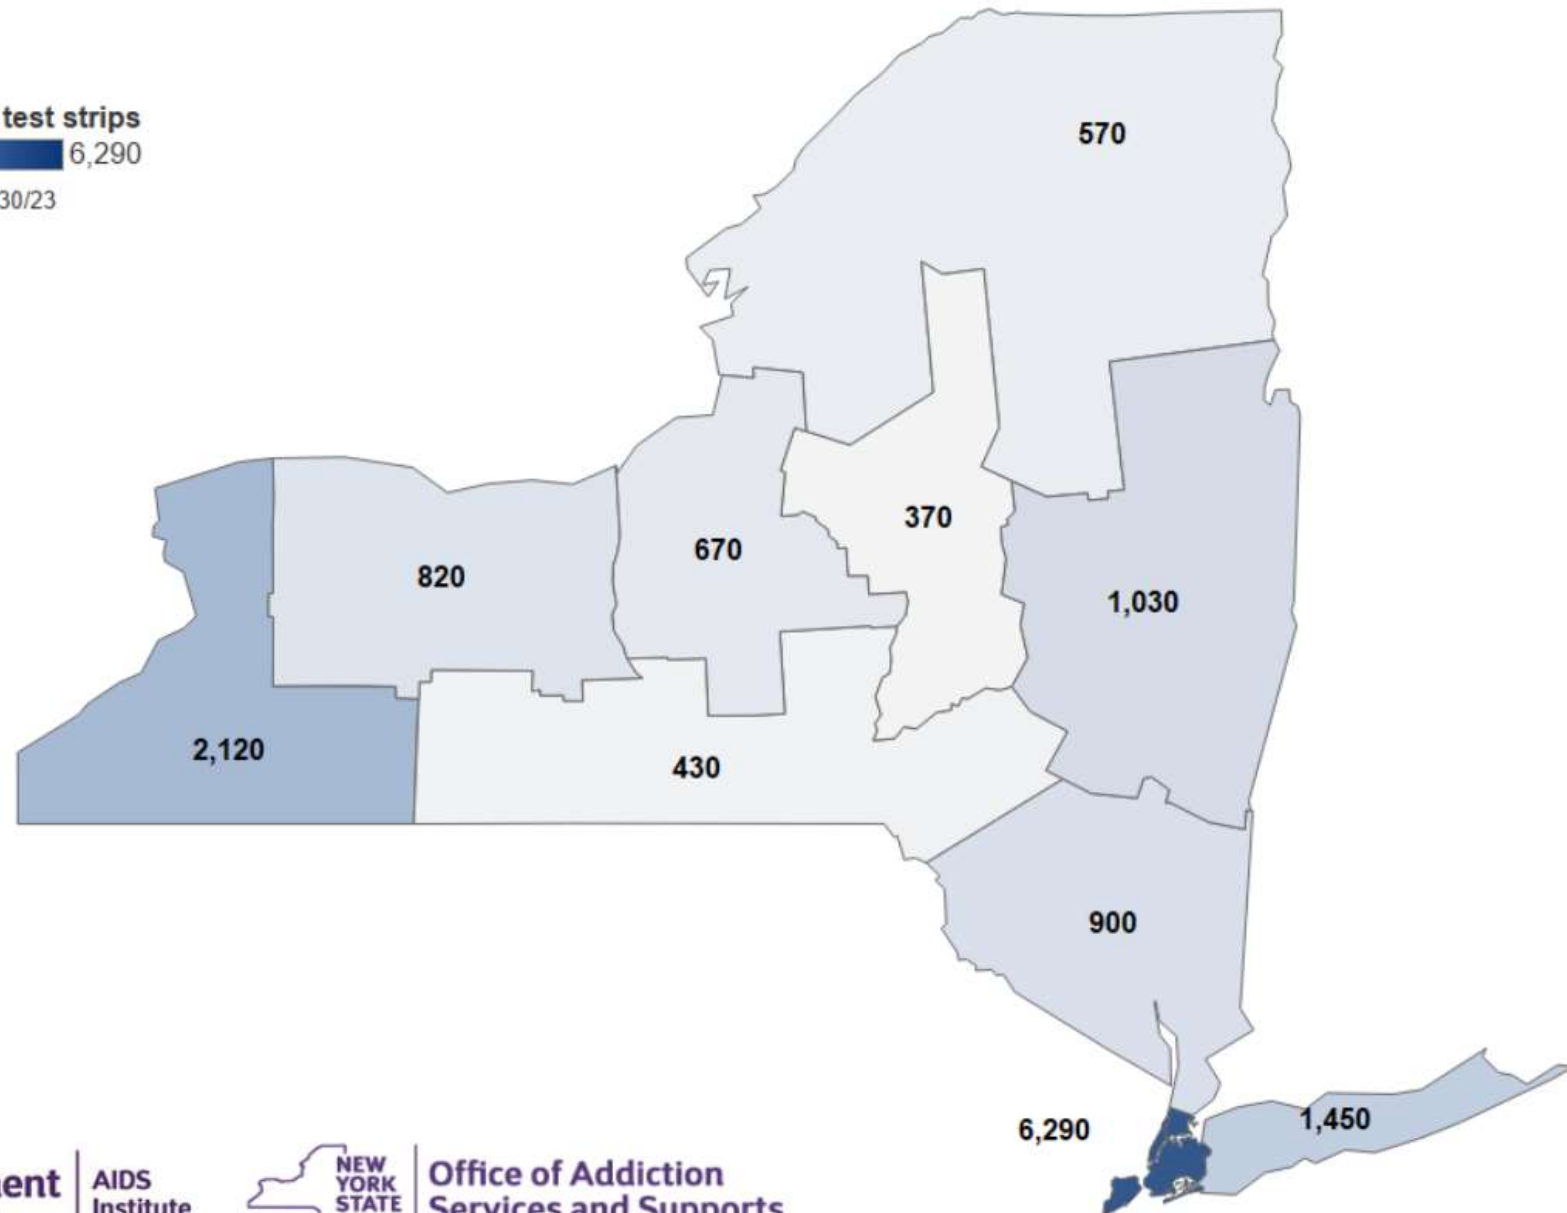 test strips
6,290
30/23
570
370
670
820
1,030
2,120
430
900
6,290
1,450
ent
AIDS
Institute
NEW
YORK
STATE
Office of Addiction
Services and Supports